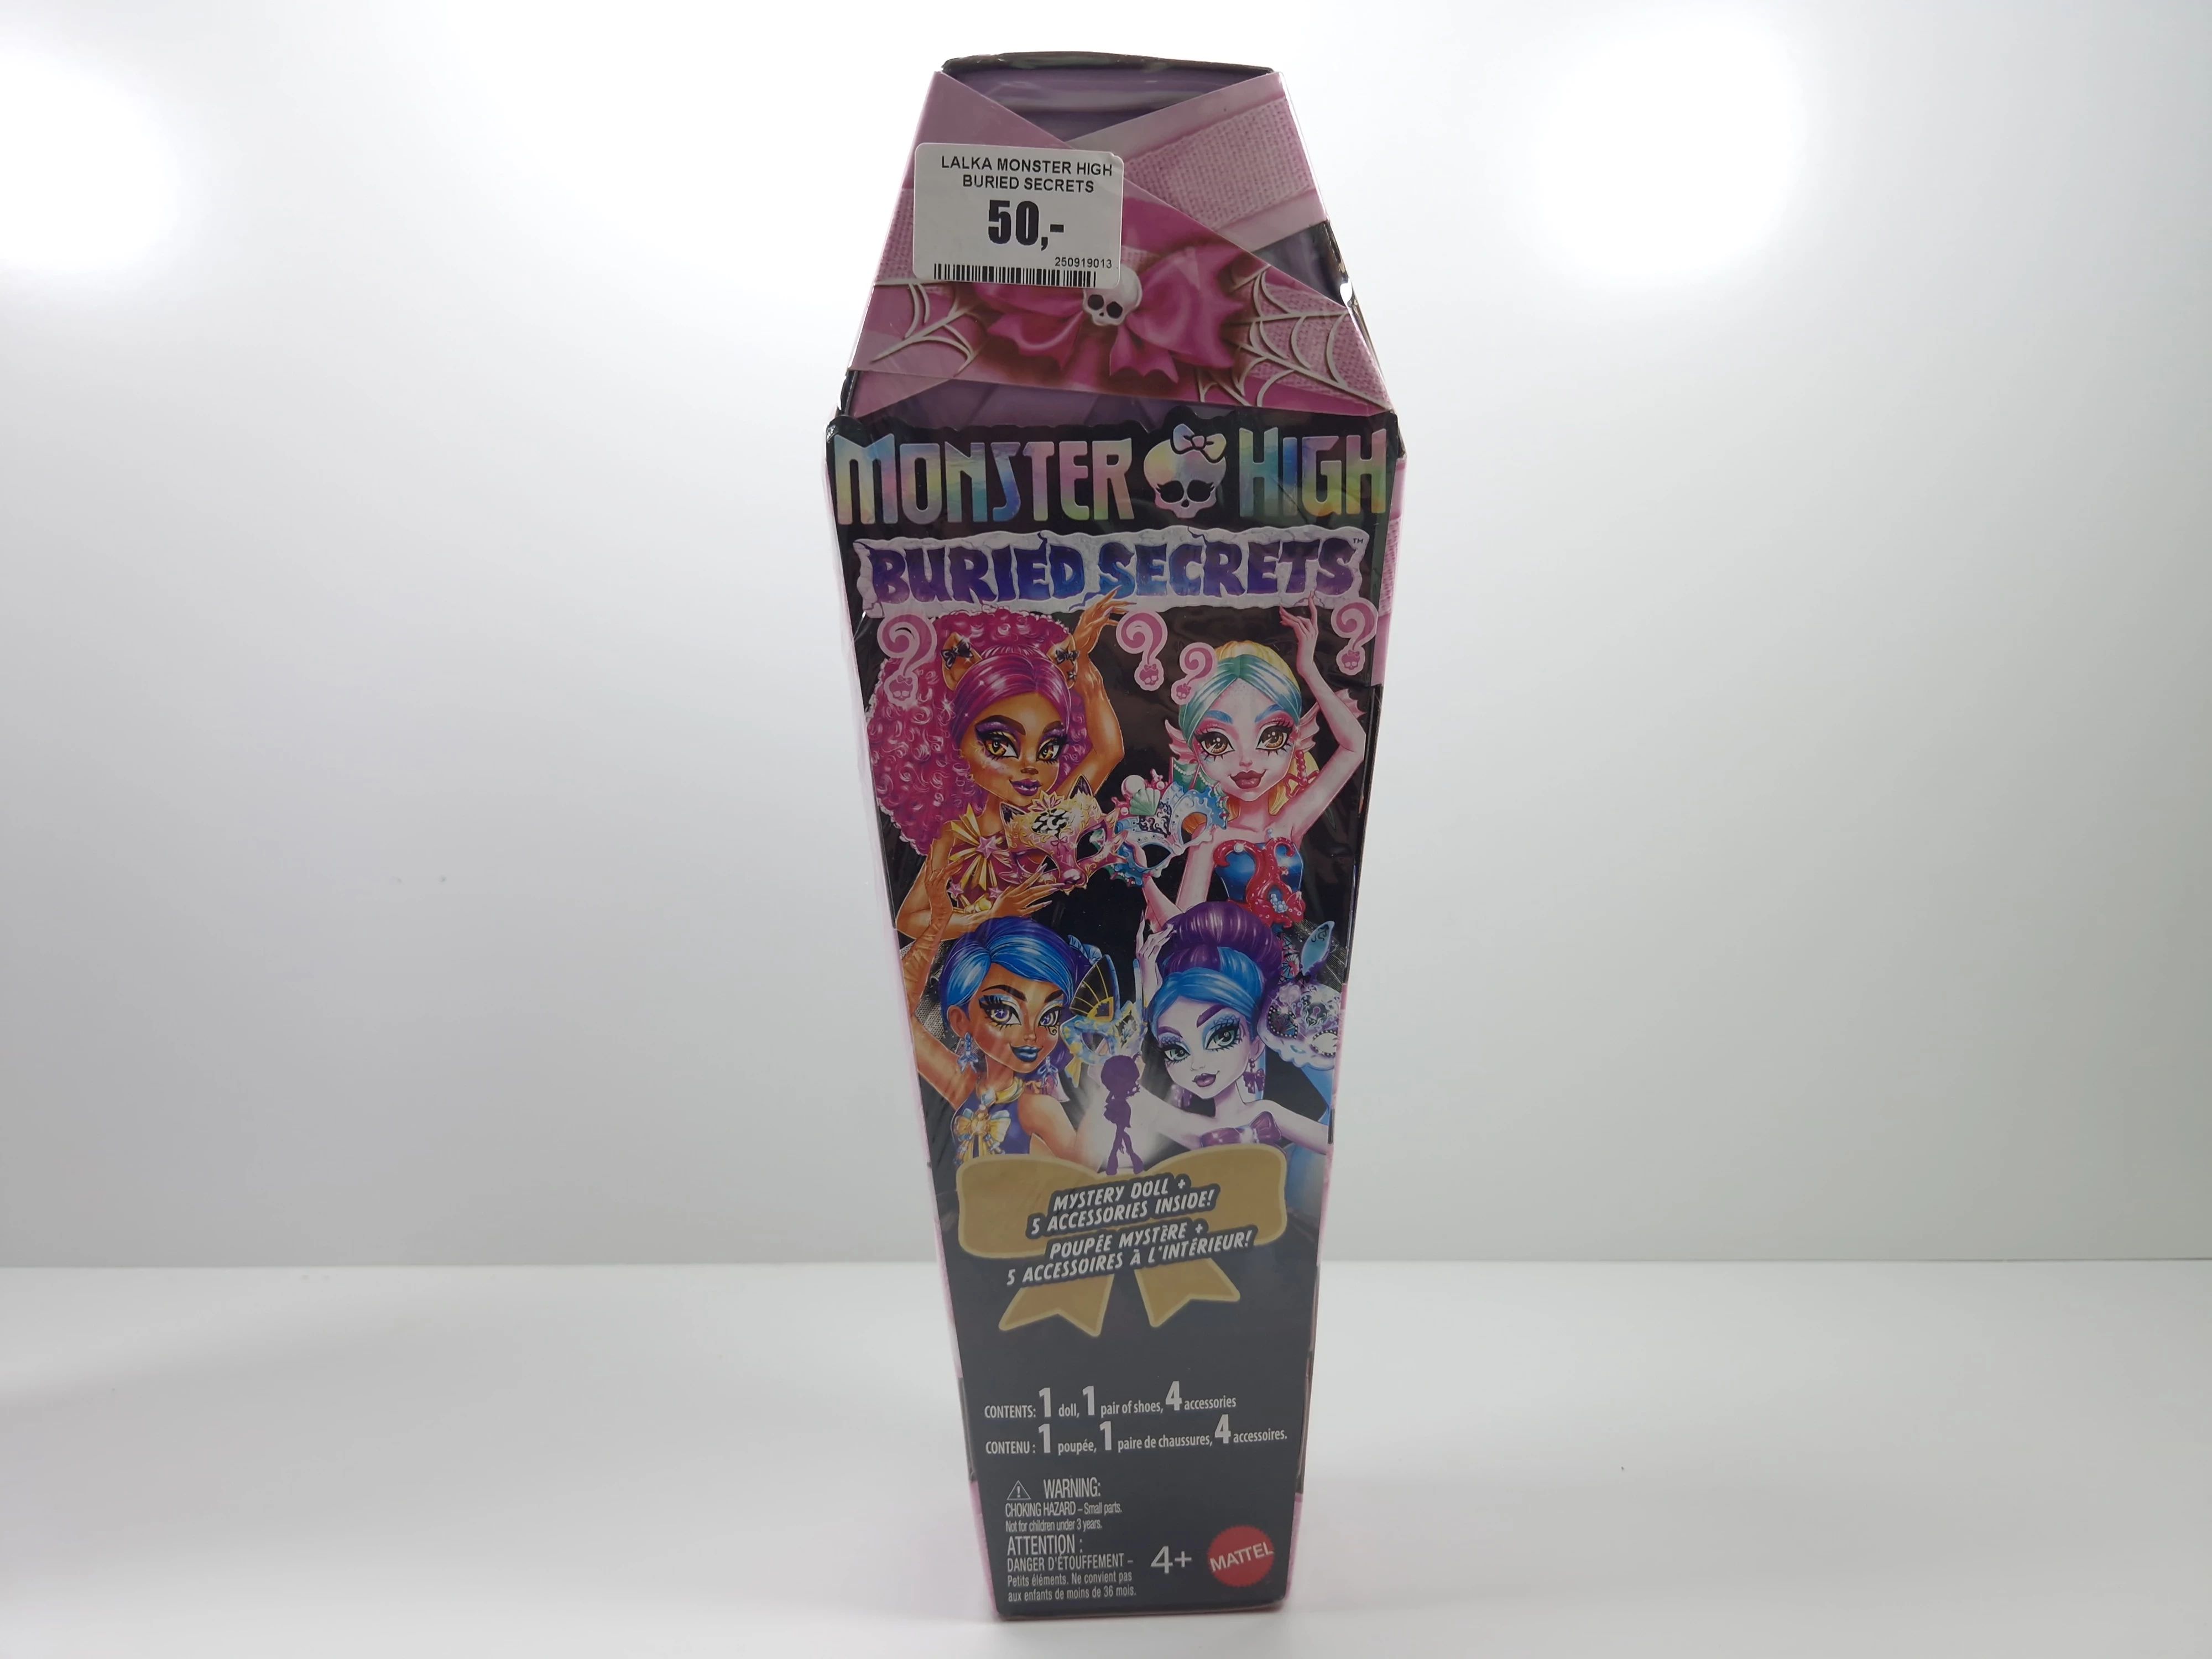 LALKA MONSTER HIGH
BURIED SECRETS
50,-
250919013
MONSTER HIGH
BURIED SECRETS™
MYSTERY DOLL +
5 ACCESSORIES INSIDE!
POUPÉE MYSTÈRE +
5 ACCESSOIRES À L'INTÉRIEUR!
CONTENTS: 1 doll, 1 pair of shoes, 4 accessories
CONTENU : 1 poupée, 1 paire de chaussures, 4 accessoires.
WARNING:
CHOKING HAZARD – Small parts.
Not for children under 3 years.
ATTENTION :
DANGER D'ÉTOUFFEMENT –
Petits éléments. Ne convient pas
aux enfants de moins de 36 mois.
4+
MATTEL